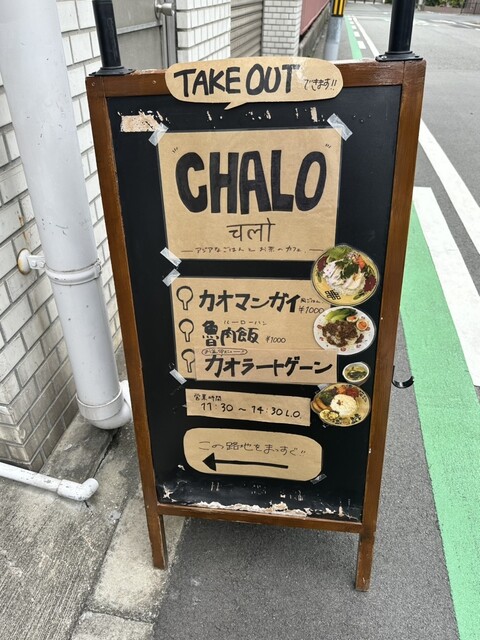 TAKE OUT できます!!
CHALO
चलो
アジアなごはんとお茶のカフェ
カオマンガイ
¥1000
ルーローハン
魯肉飯 ¥1000
カオラートゲーン
営業時間
11:30～14:30 L.O.
この路地をまっすぐ!!